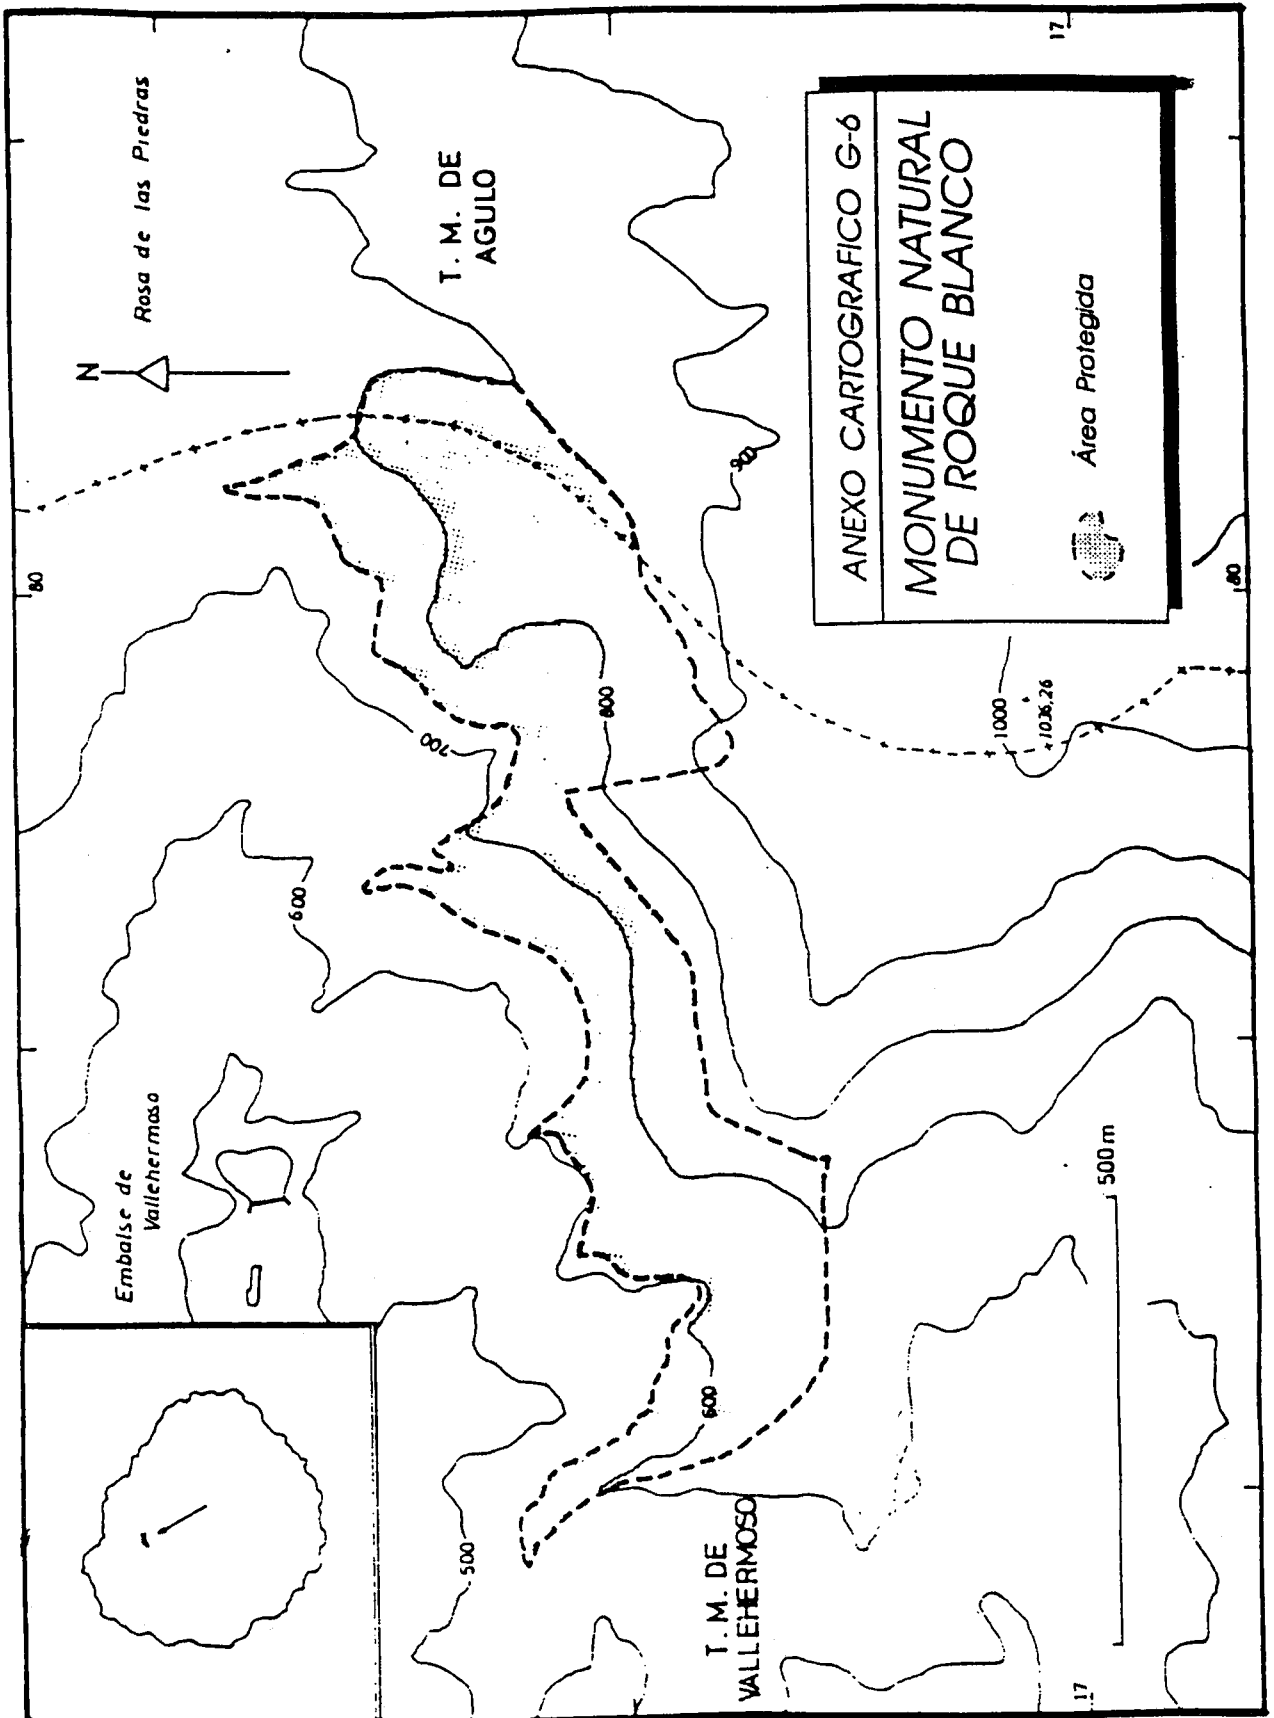 Embalse de
Vallehermoso
Rosa de las Piedras
N
80
17
T. M. DE
AGULO
600
700
800
900
500
600
T. M. DE
VALLEHERMOSO
1000
1036,26
500 m
17
80
ANEXO CARTOGRAFICO G-6
MONUMENTO NATURAL
DE ROQUE BLANCO
Área Protegida